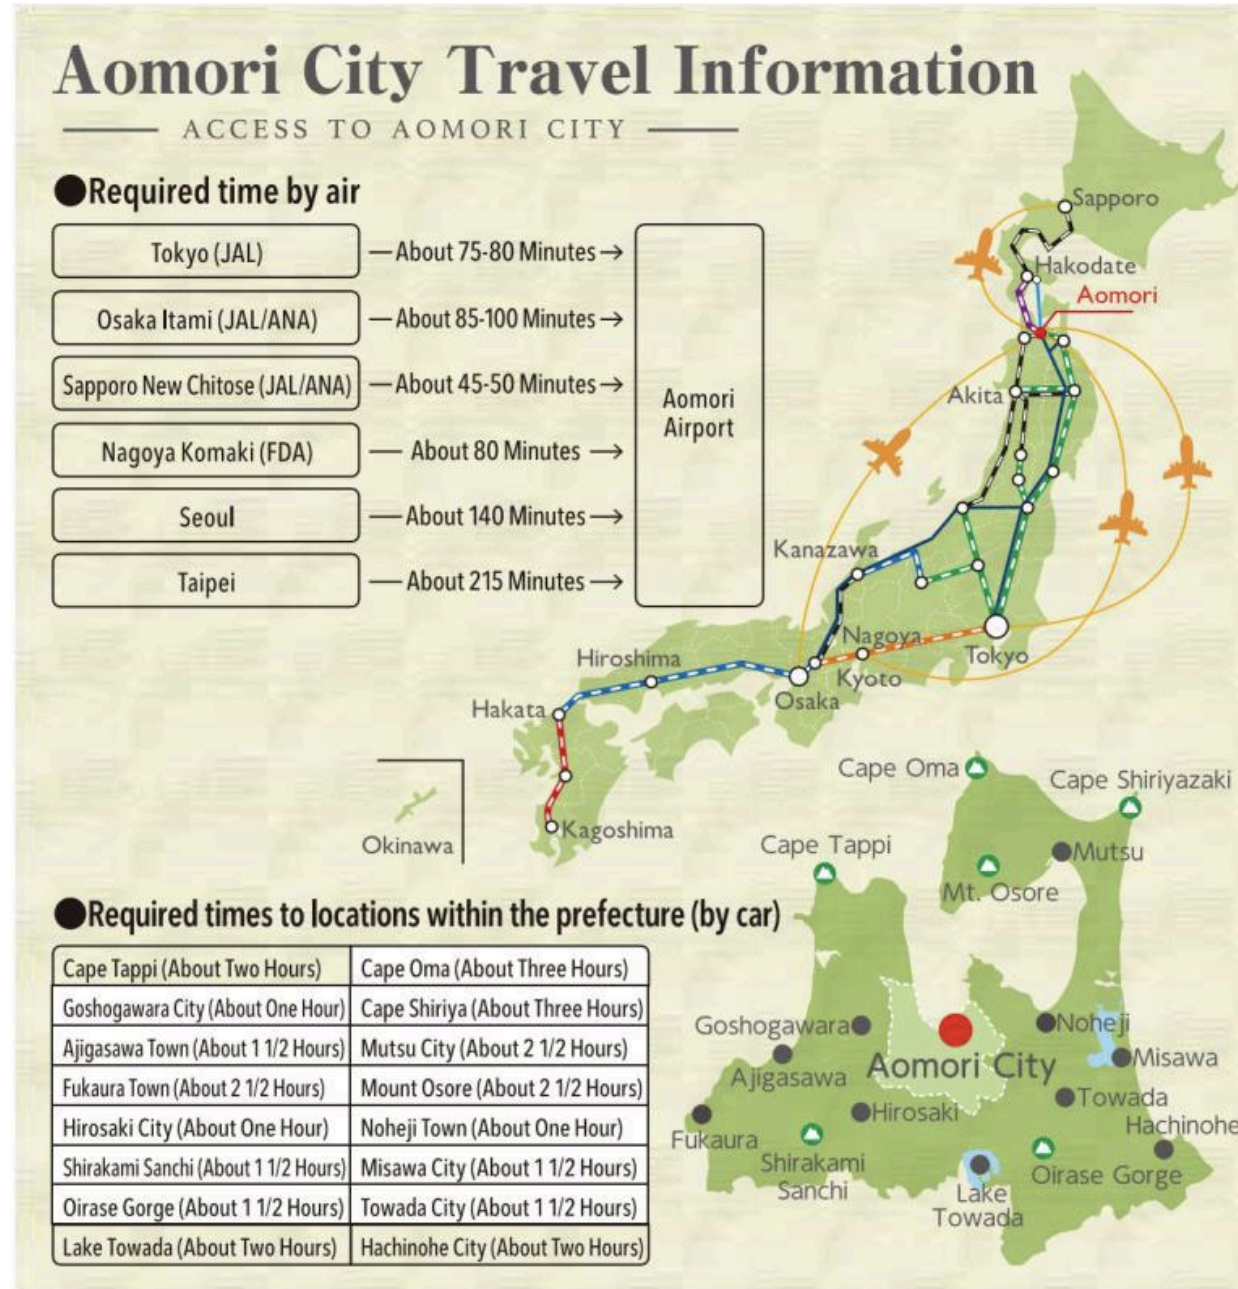 Aomori City Travel Information
ACCESS TO AOMORI CITY
●Required time by air
Tokyo (JAL)
About 75-80 Minutes
Osaka Itami (JAL/ANA)
About 85-100 Minutes
Sapporo New Chitose (JAL/ANA)
About 45-50 Minutes
Nagoya Komaki (FDA)
About 80 Minutes
Seoul
About 140 Minutes
Taipei
About 215 Minutes
Aomori
Airport
Sapporo
Hakodate
Aomori
Akita
Kanazawa
Nagoya
Tokyo
Kyoto
Osaka
Hiroshima
Hakata
Kagoshima
Okinawa
●Required times to locations within the prefecture (by car)
Cape Tappi (About Two Hours)
Cape Oma (About Three Hours)
Goshogawara City (About One Hour)
Cape Shiriya (About Three Hours)
Ajigasawa Town (About 1 1/2 Hours)
Mutsu City (About 2 1/2 Hours)
Fukaura Town (About 2 1/2 Hours)
Mount Osore (About 2 1/2 Hours)
Hirosaki City (About One Hour)
Noheji Town (About One Hour)
Shirakami Sanchi (About 1 1/2 Hours)
Misawa City (About 1 1/2 Hours)
Oirase Gorge (About 1 1/2 Hours)
Towada City (About 1 1/2 Hours)
Lake Towada (About Two Hours)
Hachinohe City (About Two Hours)
Cape Oma
Cape Shiriyazaki
Cape Tappi
Mutsu
Mt. Osore
Goshogawara
Noheji
Aomori City
Misawa
Ajigasawa
Towada
Hirosaki
Hachinohe
Fukaura
Shirakami
Sanchi
Oirase Gorge
Lake
Towada